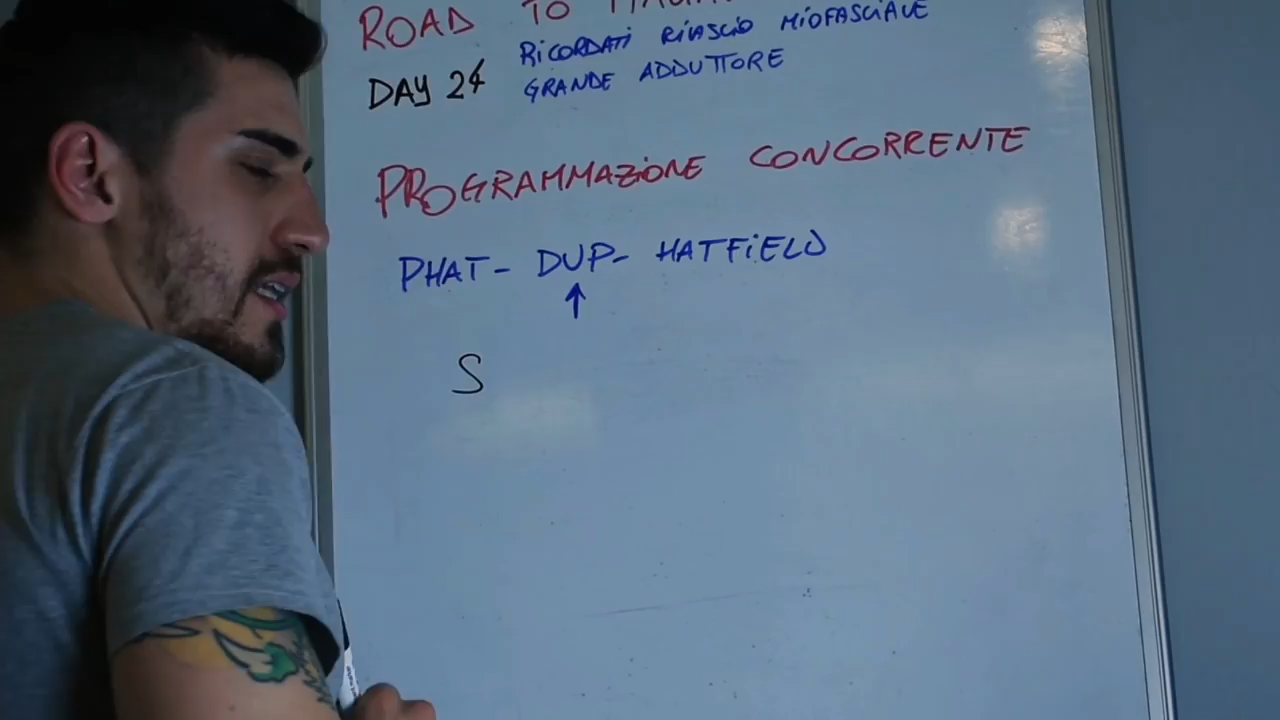 ROAD TO
RICORDATI RILASCIO MIOFASCIALE
DAY 24 GRANDE ADDUTTORE
PROGRAMMAZIONE CONCORRENTE
PHAT- DUP- HATFIELD
↑
S